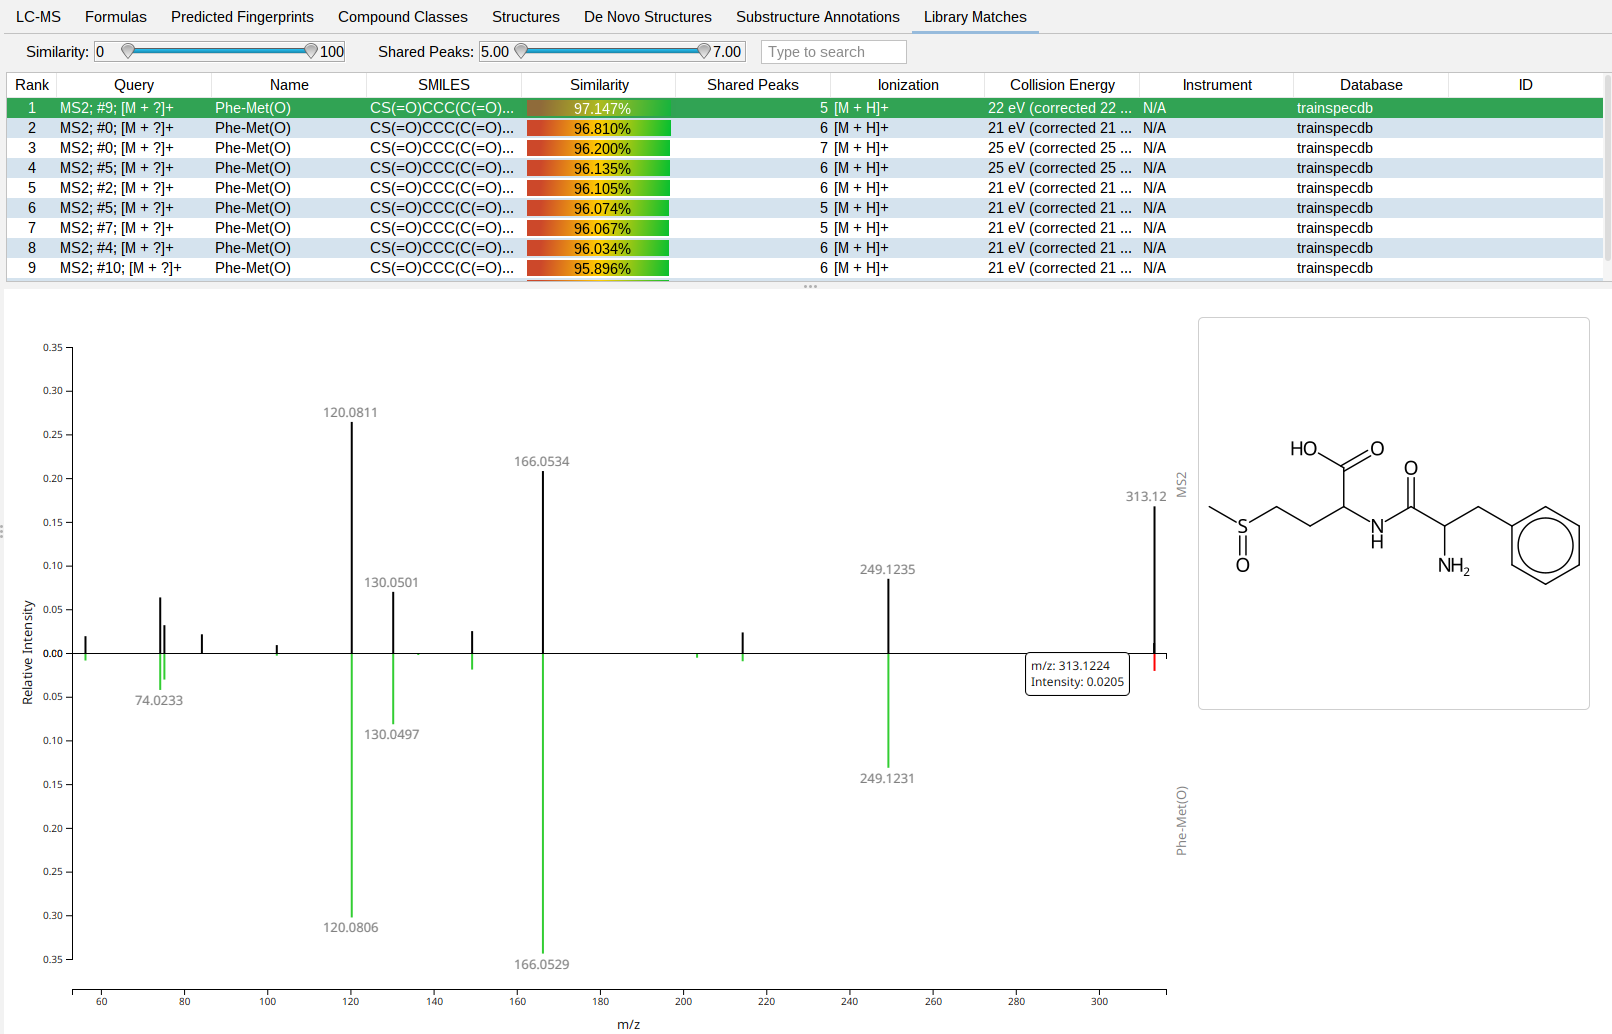 LC-MS Formulas Predicted Fingerprints Compound Classes Structures De Novo Structures Substructure Annotations Library Matches
Similarity: 0 100 Shared Peaks: 5.00 7.00 Type to search
Rank Query Name SMILES Similarity Shared Peaks Ionization Collision Energy Instrument Database ID
1 MS2; #9; [M + ?]+ Phe-Met(O) CS(=O)CCC(C(=O)... 97.147% 5 [M + H]+ 22 eV (corrected 22 ... N/A trainspecdb
2 MS2; #0; [M + ?]+ Phe-Met(O) CS(=O)CCC(C(=O)... 96.810% 6 [M + H]+ 21 eV (corrected 21 ... N/A trainspecdb
3 MS2; #0; [M + ?]+ Phe-Met(O) CS(=O)CCC(C(=O)... 96.200% 7 [M + H]+ 25 eV (corrected 25 ... N/A trainspecdb
4 MS2; #5; [M + ?]+ Phe-Met(O) CS(=O)CCC(C(=O)... 96.135% 6 [M + H]+ 25 eV (corrected 25 ... N/A trainspecdb
5 MS2; #2; [M + ?]+ Phe-Met(O) CS(=O)CCC(C(=O)... 96.105% 6 [M + H]+ 21 eV (corrected 21 ... N/A trainspecdb
6 MS2; #5; [M + ?]+ Phe-Met(O) CS(=O)CCC(C(=O)... 96.074% 5 [M + H]+ 21 eV (corrected 21 ... N/A trainspecdb
7 MS2; #7; [M + ?]+ Phe-Met(O) CS(=O)CCC(C(=O)... 96.067% 5 [M + H]+ 21 eV (corrected 21 ... N/A trainspecdb
8 MS2; #4; [M + ?]+ Phe-Met(O) CS(=O)CCC(C(=O)... 96.034% 6 [M + H]+ 21 eV (corrected 21 ... N/A trainspecdb
9 MS2; #10; [M + ?]+ Phe-Met(O) CS(=O)CCC(C(=O)... 95.896% 6 [M + H]+ 21 eV (corrected 21 ... N/A trainspecdb
0.35
0.30
0.25
0.20
0.15
0.10
0.05
0.00
0.05
0.10
0.15
0.20
0.25
0.30
0.35
Relative Intensity
120.0811
166.0534
313.12
130.0501
249.1235
m/z: 313.1224
Intensity: 0.0205
74.0233
130.0497
249.1231
120.0806
166.0529
MS2
Phe-Met(O)
60 80 100 120 140 160 180 200 220 240 260 280 300
m/z
HO O
O
S N
H
O NH2